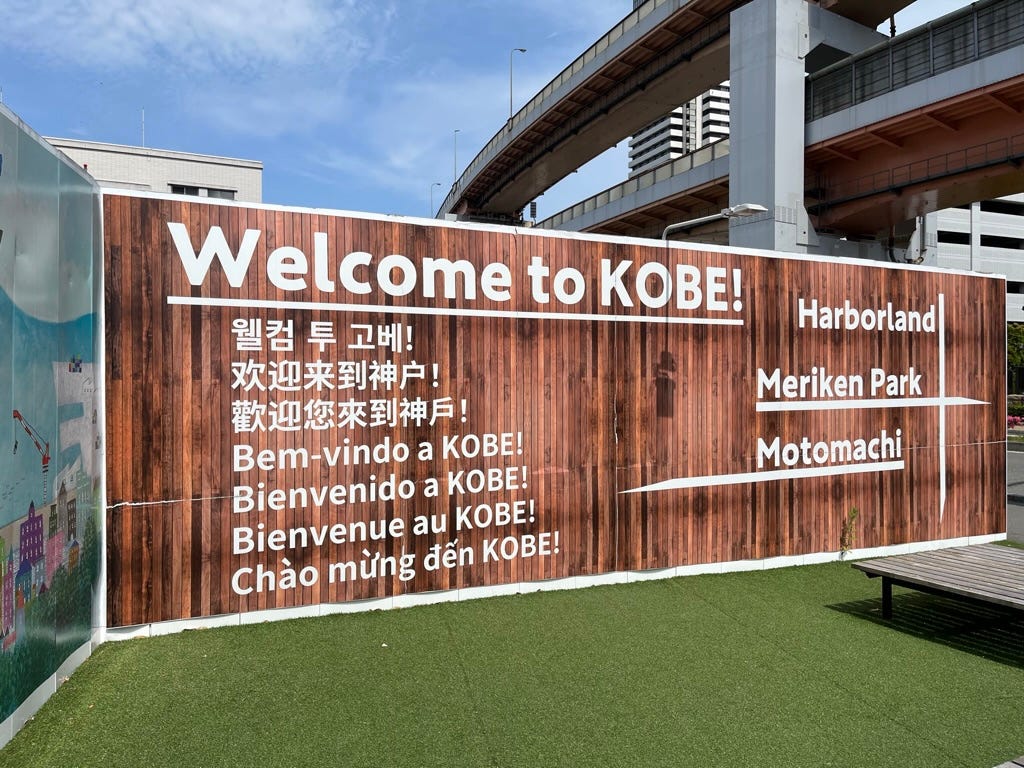 Welcome to KOBE!
웰컴 투 고베!
欢迎来到神户!
歡迎您來到神戶!
Bem-vindo a KOBE!
Bienvenido a KOBE!
Bienvenue au KOBE!
Chào mừng đến KOBE!
Harborland
Meriken Park
Motomachi